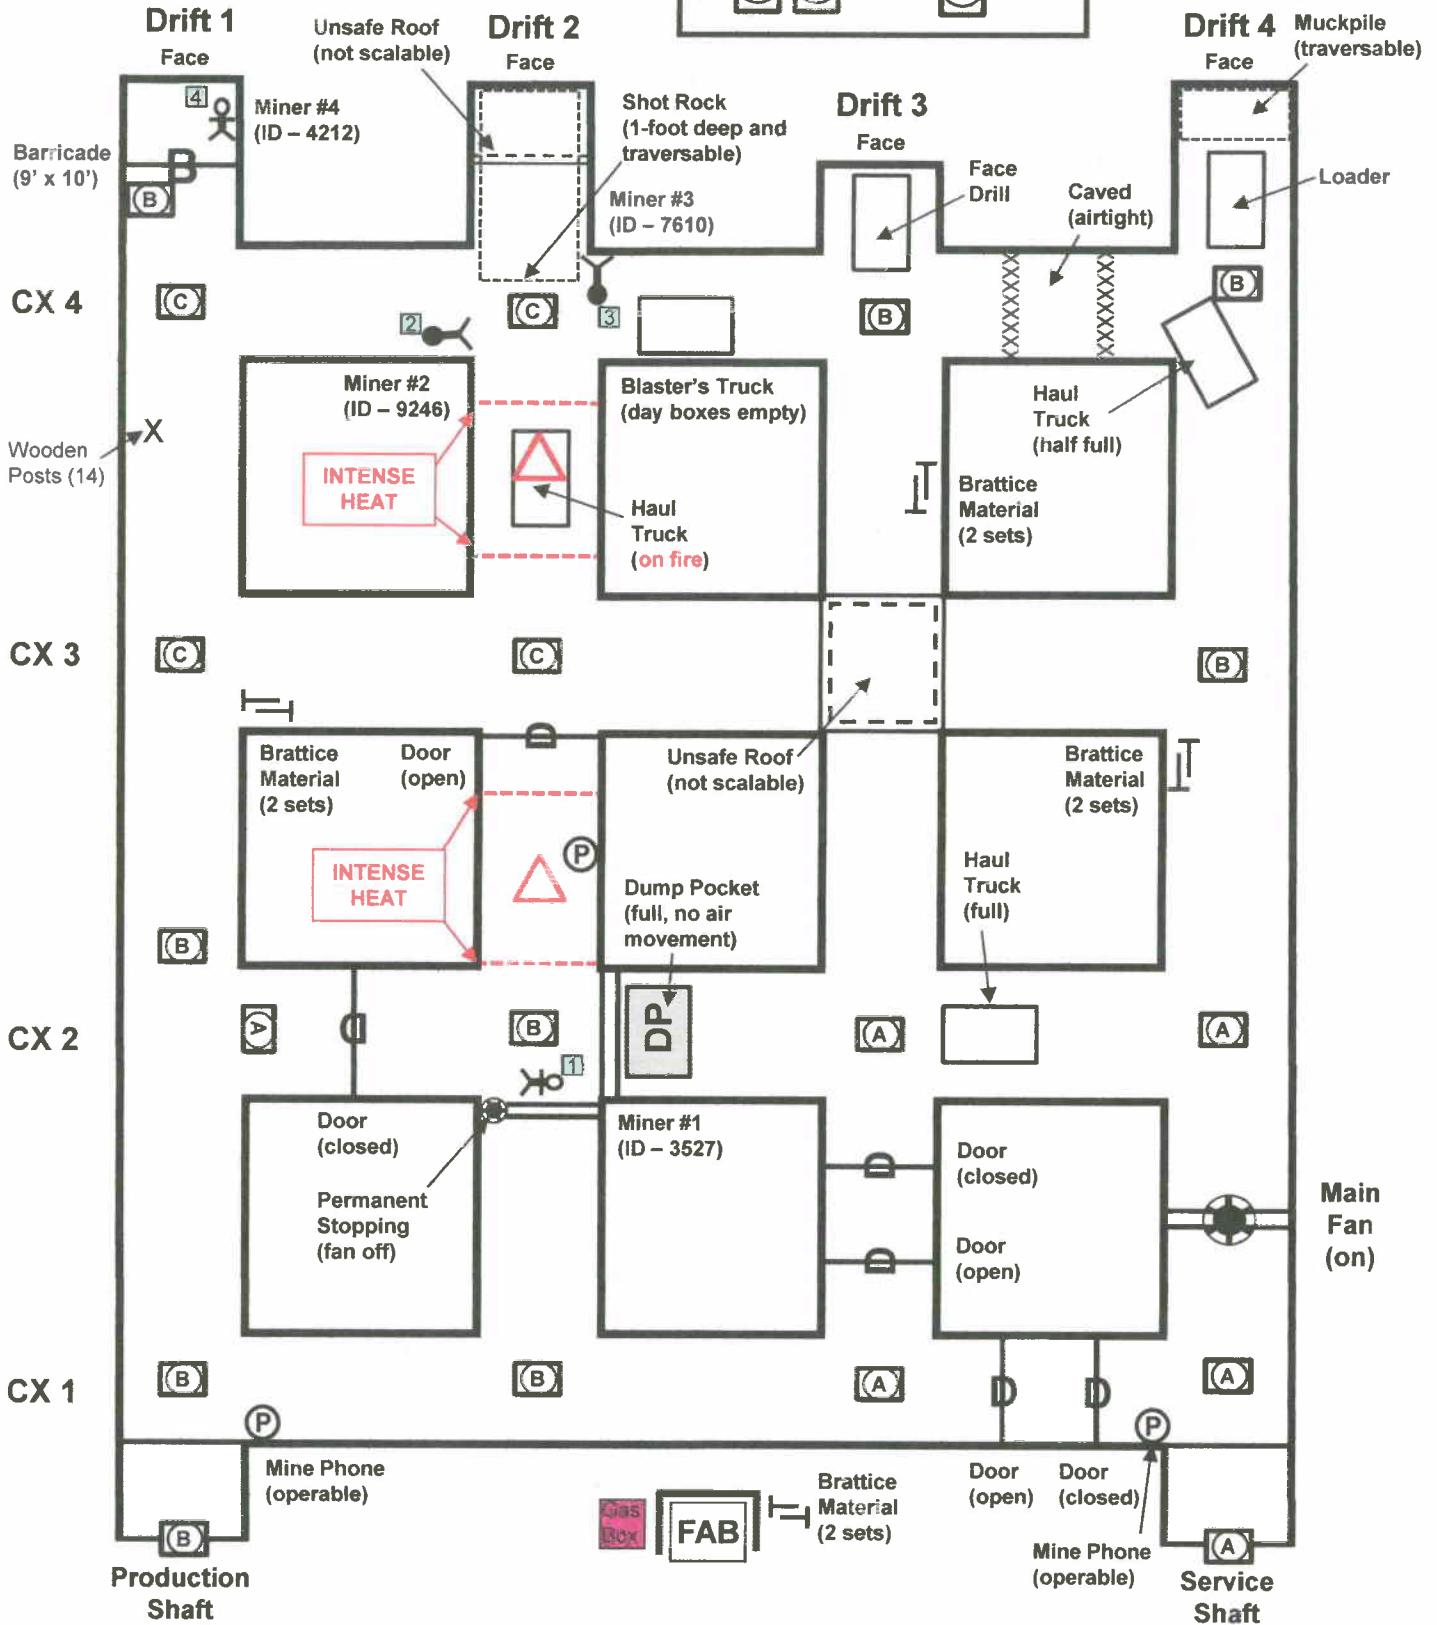 Drift 1
Face
Unsafe Roof
(not scalable)
Drift 2
Face
Drift 4
Face
Muckpile
(traversable)
4
Miner #4
(ID – 4212)
Shot Rock
(1-foot deep and
traversable)
Drift 3
Face
Barricade
(9' x 10')
B
B
Miner #3
(ID – 7610)
Face
Drill
Caved
(airtight)
Loader
CX 4
C
C
B
B
2
3
Miner #2
(ID – 9246)
Blaster's Truck
(day boxes empty)
Haul
Truck
(half full)
Wooden
Posts (14)
X
INTENSE
HEAT
Haul
Truck
(on fire)
Brattice
Material
(2 sets)
CX 3
C
C
B
Brattice
Material
(2 sets)
Door
(open)
D
Unsafe Roof
(not scalable)
Brattice
Material
(2 sets)
INTENSE
HEAT
P
Dump Pocket
(full, no air
movement)
Haul
Truck
(full)
B
CX 2
A
D
B
DP
A
A
1
Door
(closed)
Permanent
Stopping
(fan off)
Miner #1
(ID – 3527)
D
Door
(closed)
D
Door
(open)
Main
Fan
(on)
CX 1
B
B
A
D
D
A
P
P
Mine Phone
(operable)
Gas
Box
FAB
Brattice
Material
(2 sets)
Door
(open)
Door
(closed)
Mine Phone
(operable)
B
A
Production
Shaft
Service
Shaft